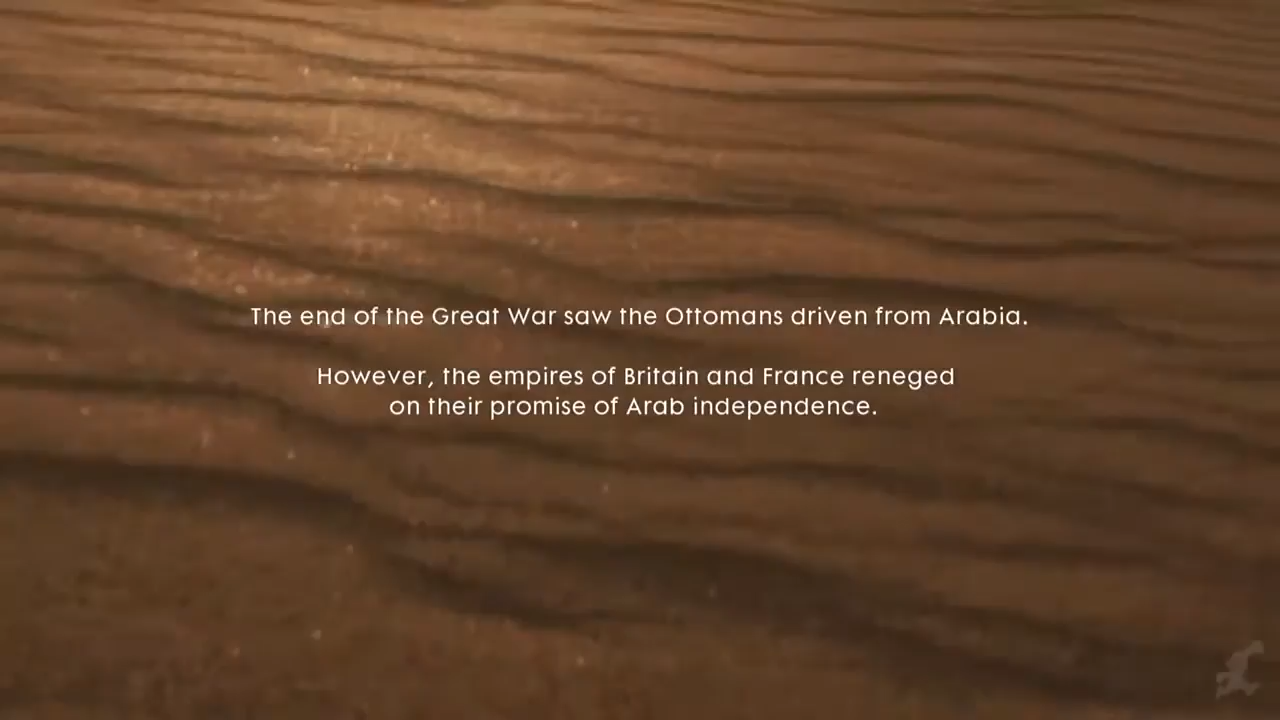 The end of the Great War saw the Ottomans driven from Arabia.
However, the empires of Britain and France reneged
on their promise of Arab independence.